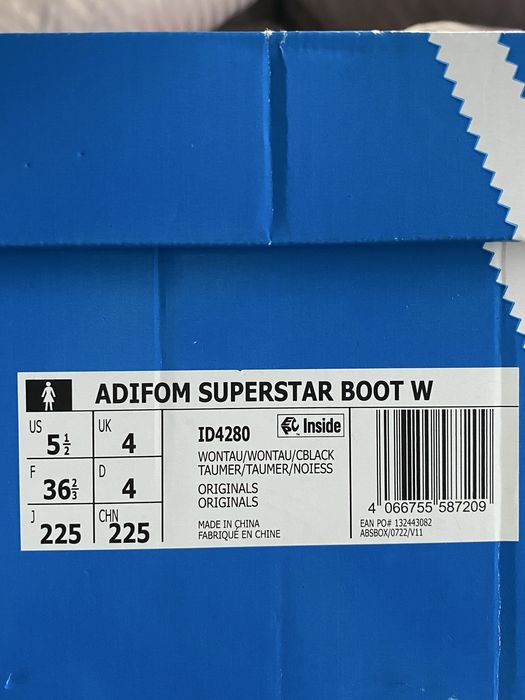 ADIFOM SUPERSTAR BOOT W
US 5 1/2
UK 4
F 36 2/3
D 4
J 225
CHN 225
ID4280
Inside
WONTAU/WONTAU/CBLACK
TAUMER/TAUMER/NOIESS
ORIGINALS
ORIGINALS
MADE IN CHINA
FABRIQUÉ EN CHINE
4 066755 587209
EAN PO# 132443082
ABSBOX/0722/V11